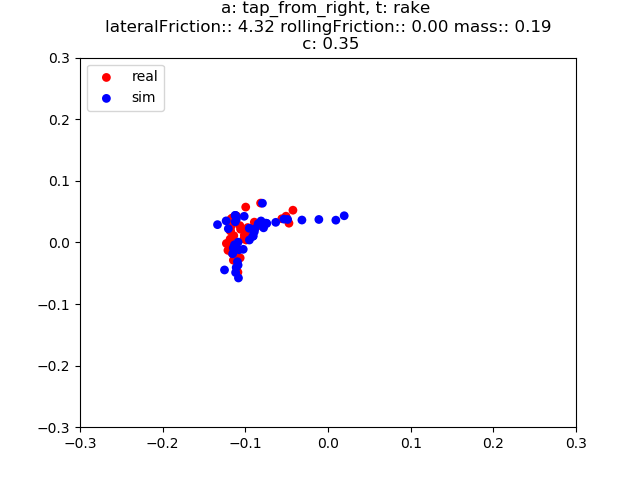 a: tap_from_right, t: rake
lateralFriction:: 4.32 rollingFriction:: 0.00 mass:: 0.19
c: 0.35
real
sim
0.3
0.2
0.1
0.0
−0.1
−0.2
−0.3
−0.3 −0.2 −0.1 0.0 0.1 0.2 0.3